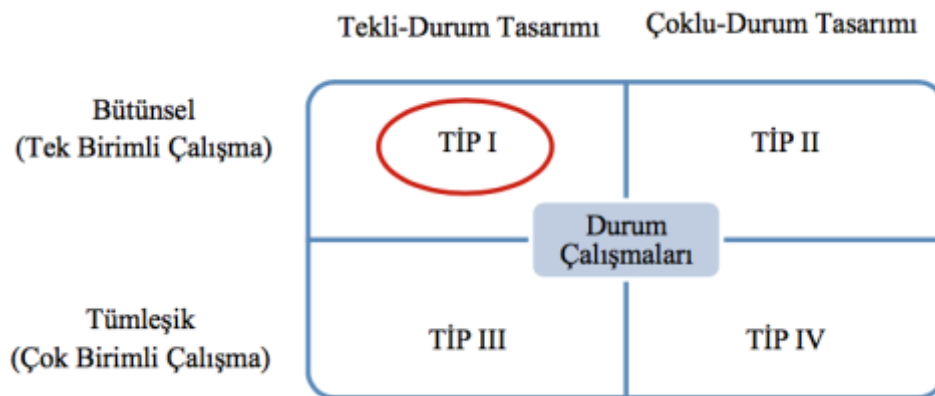 Tekli-Durum Tasarımı Çoklu-Durum Tasarımı
Bütünsel
(Tek Birimli Çalışma)
TİP I
TİP II
Durum
Çalışmaları
Tümleşik
(Çok Birimli Çalışma)
TİP III
TİP IV